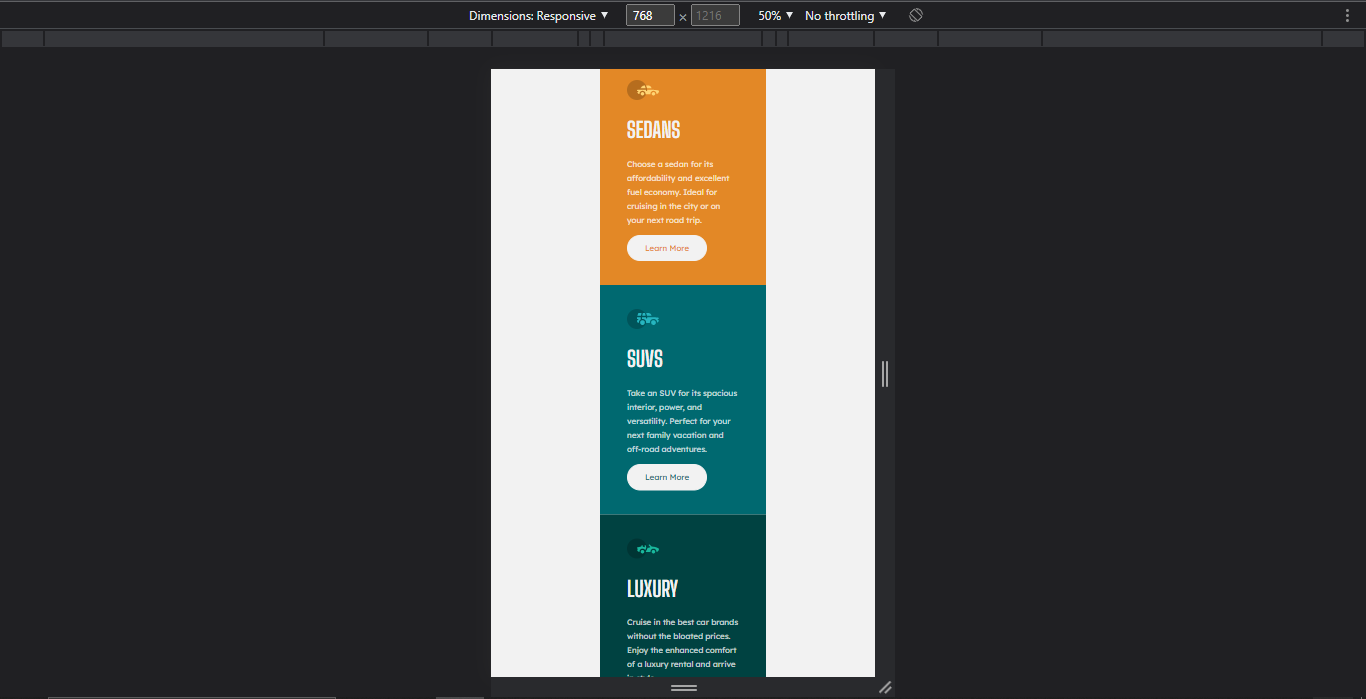 Dimensions: Responsive ▼ 768 × 1216 50% ▼ No throttling ▼
SEDANS
Choose a sedan for its
affordability and excellent
fuel economy. Ideal for
cruising in the city or on
your next road trip.
Learn More
SUVS
Take an SUV for its spacious
interior, power, and
versatility. Perfect for your
next family vacation and
off-road adventures.
Learn More
LUXURY
Cruise in the best car brands
without the bloated prices.
Enjoy the enhanced comfort
of a luxury rental and arrive